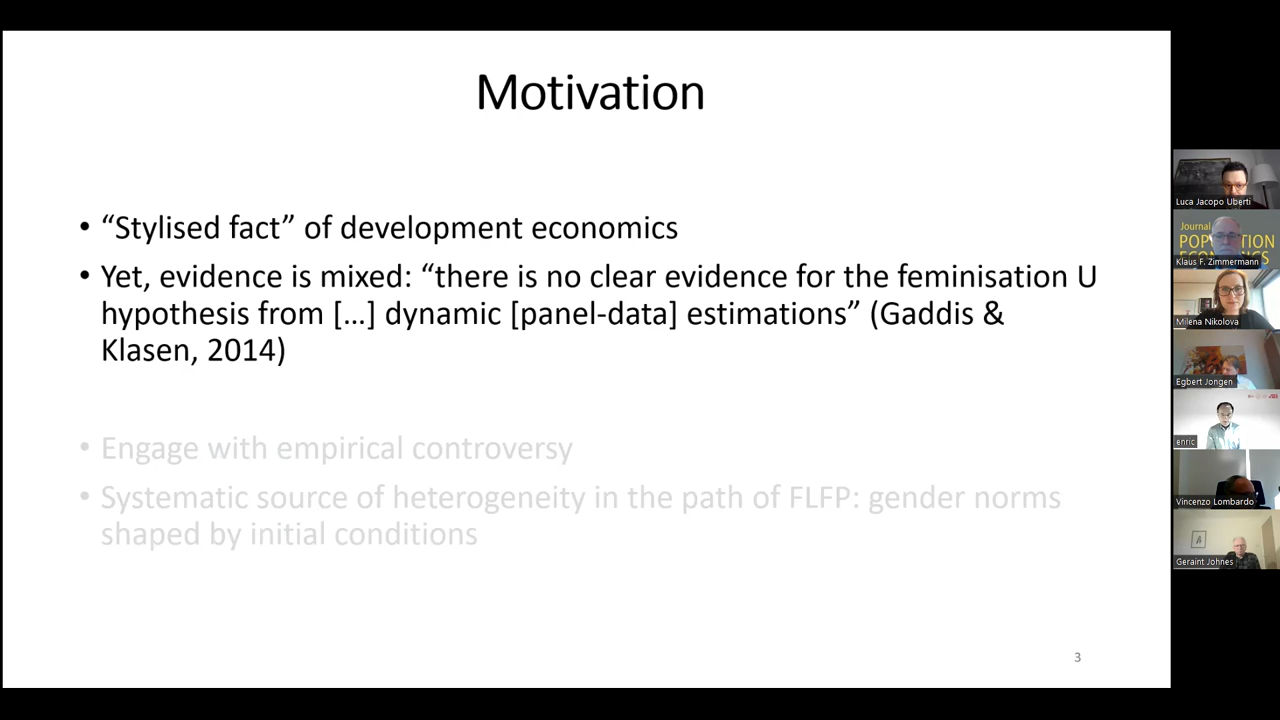 Motivation
• “Stylised fact” of development economics
• Yet, evidence is mixed: “there is no clear evidence for the feminisation U
hypothesis from […] dynamic [panel-data] estimations” (Gaddis &
Klasen, 2014)
• Engage with empirical controversy
• Systematic source of heterogeneity in the path of FLFP: gender norms
shaped by initial conditions
3
Luca Jacopo Uberti
Journal
Klaus F. Zimmermann
Milena Nikolova
Egbert Jongen
enric
Vincenzo Lombardo
Geraint Johnes